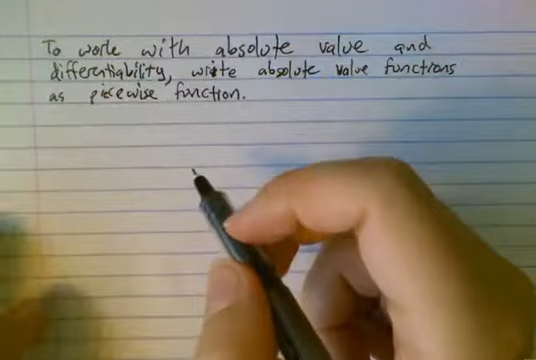 To work with absolute value and
differentiability, write absolute value functions
as piecewise function.